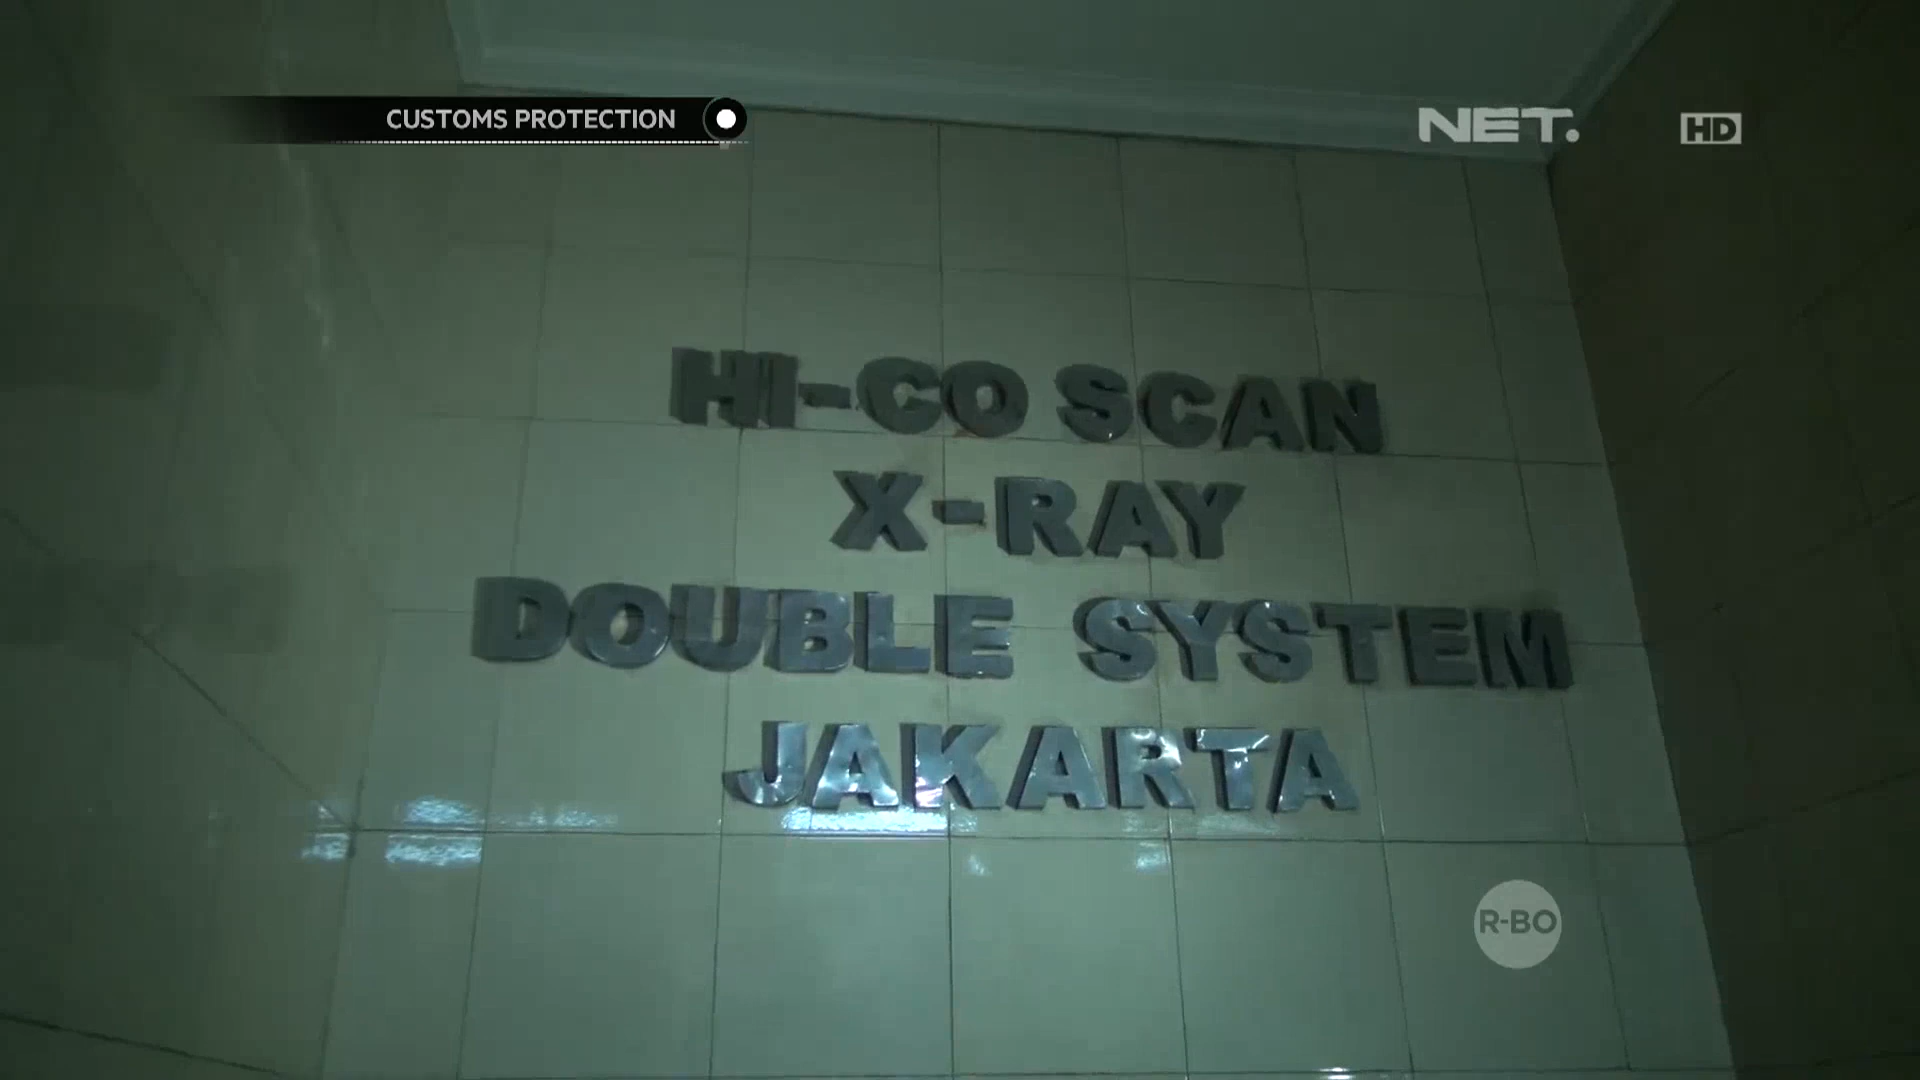 CUSTOMS PROTECTION
NET.
HD
HI-CO SCAN
X-RAY
DOUBLE SYSTEM
JAKARTA
R-BO